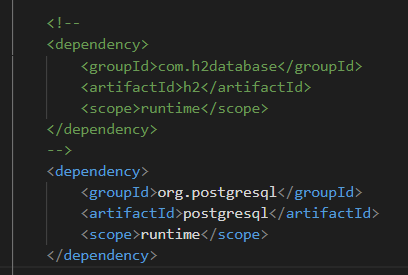 <!--
<dependency>
<groupId>com.h2database</groupId>
<artifactId>h2</artifactId>
<scope>runtime</scope>
</dependency>
-->
<dependency>
<groupId>org.postgresql</groupId>
<artifactId>postgresql</artifactId>
<scope>runtime</scope>
</dependency>